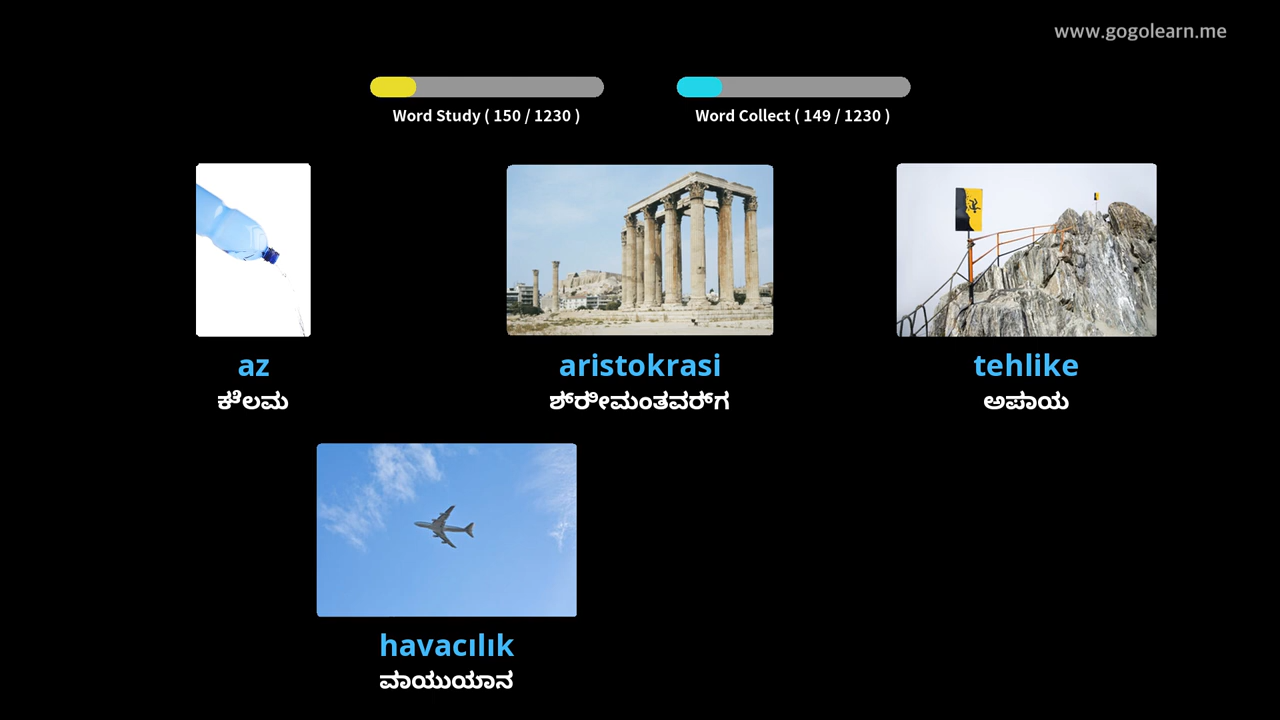 www.gogolearn.me
Word Study ( 150 / 1230 )
Word Collect ( 149 / 1230 )
az
aristokrasi
tehlike
ಕೆಲಮ
ಶ್ರೀಮಂತವರ್ಗ
ಅಪಾಯ
havacılık
ವಾಯುಯಾನ